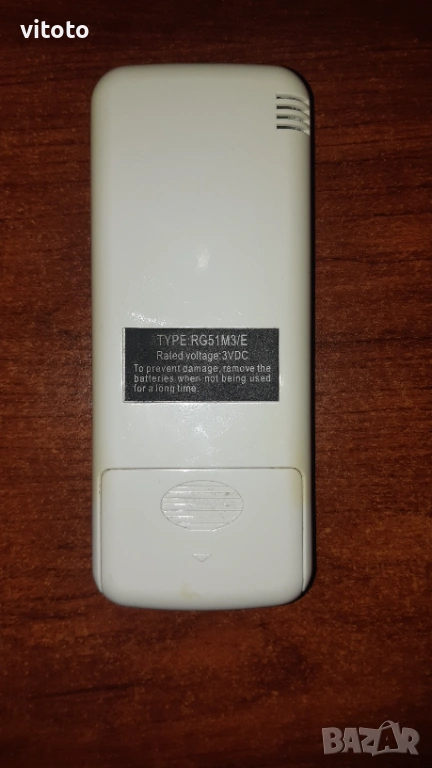 vitoto
TYPE:RG51M3/E
Rated voltage:3VDC
To prevent damage, remove the
batteries when not being used
for a long time.
BAZAR